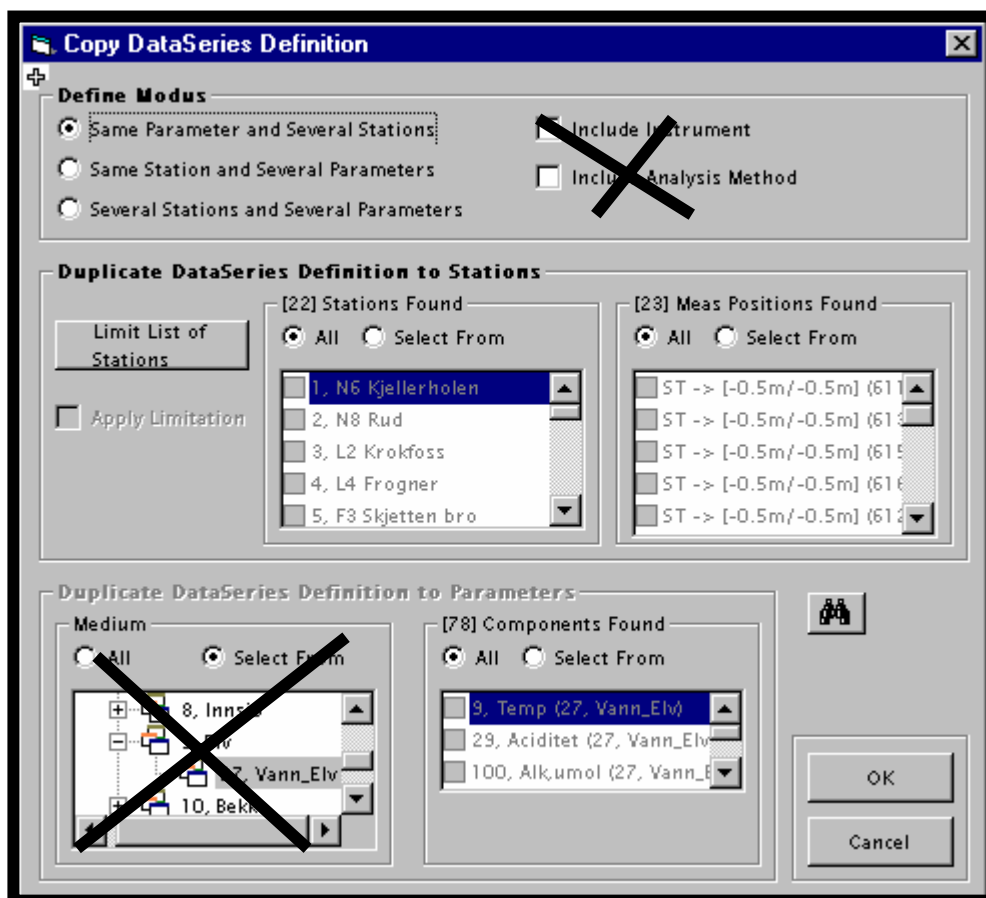 Copy DataSeries Definition
Define Modus
Same Parameter and Several Stations
Include Instrument
Same Station and Several Parameters
Include Analysis Method
Several Stations and Several Parameters
Duplicate DataSeries Definition to Stations
Limit List of
Stations
Apply Limitation
[22] Stations Found
All Select From
1, N6 Kjellerholen
2, N8 Rud
3, L2 Krokfoss
4, L4 Frogner
5, F3 Skjetten bro
[23] Meas Positions Found
All Select From
ST -> [-0.5m/-0.5m] (611
ST -> [-0.5m/-0.5m] (613
ST -> [-0.5m/-0.5m] (615
ST -> [-0.5m/-0.5m] (616
ST -> [-0.5m/-0.5m] (612
Duplicate DataSeries Definition to Parameters
Medium
All Select From
8, Innsjø
Elv
Vann_Elv
10, Bekk
[78] Components Found
All Select From
9, Temp (27, Vann_Elv)
29, Aciditet (27, Vann_Elv
100, Alk,umol (27, Vann_E
OK
Cancel